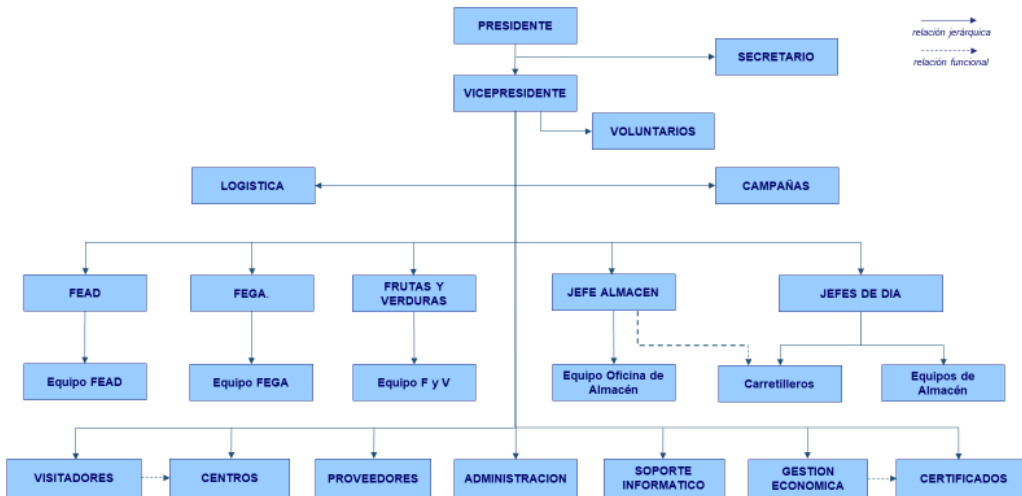 PRESIDENTE
relación jerárquica
SECRETARIO
relación funcional
VICEPRESIDENTE
VOLUNTARIOS
LOGISTICA
CAMPAÑAS
FEAD
FEGA.
FRUTAS Y
VERDURAS
JEFE ALMACEN
JEFES DE DIA
Equipo FEAD
Equipo FEGA
Equipo F y V
Equipo Oficina de
Almacén
Carretilleros
Equipos de
Almacén
VISITADORES
CENTROS
PROVEEDORES
ADMINISTRACION
SOPORTE
INFORMATICO
GESTION
ECONOMICA
CERTIFICADOS